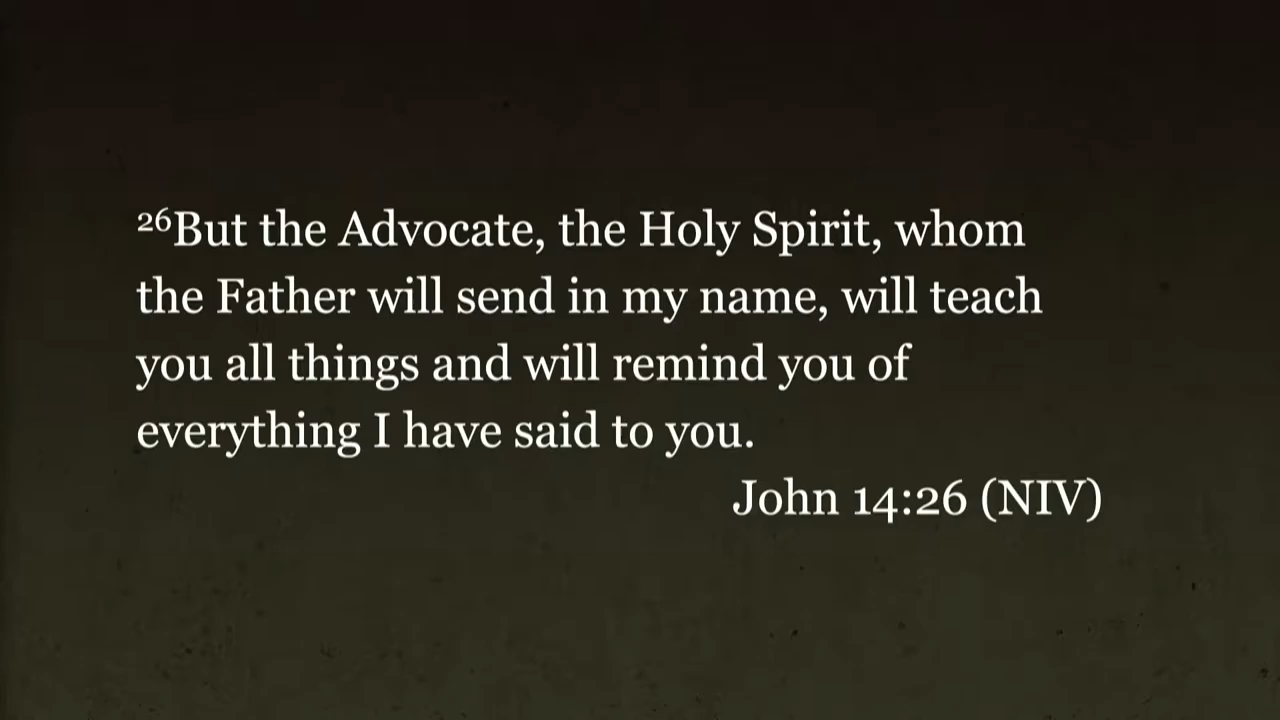 ²⁶But the Advocate, the Holy Spirit, whom
the Father will send in my name, will teach
you all things and will remind you of
everything I have said to you.
John 14:26 (NIV)